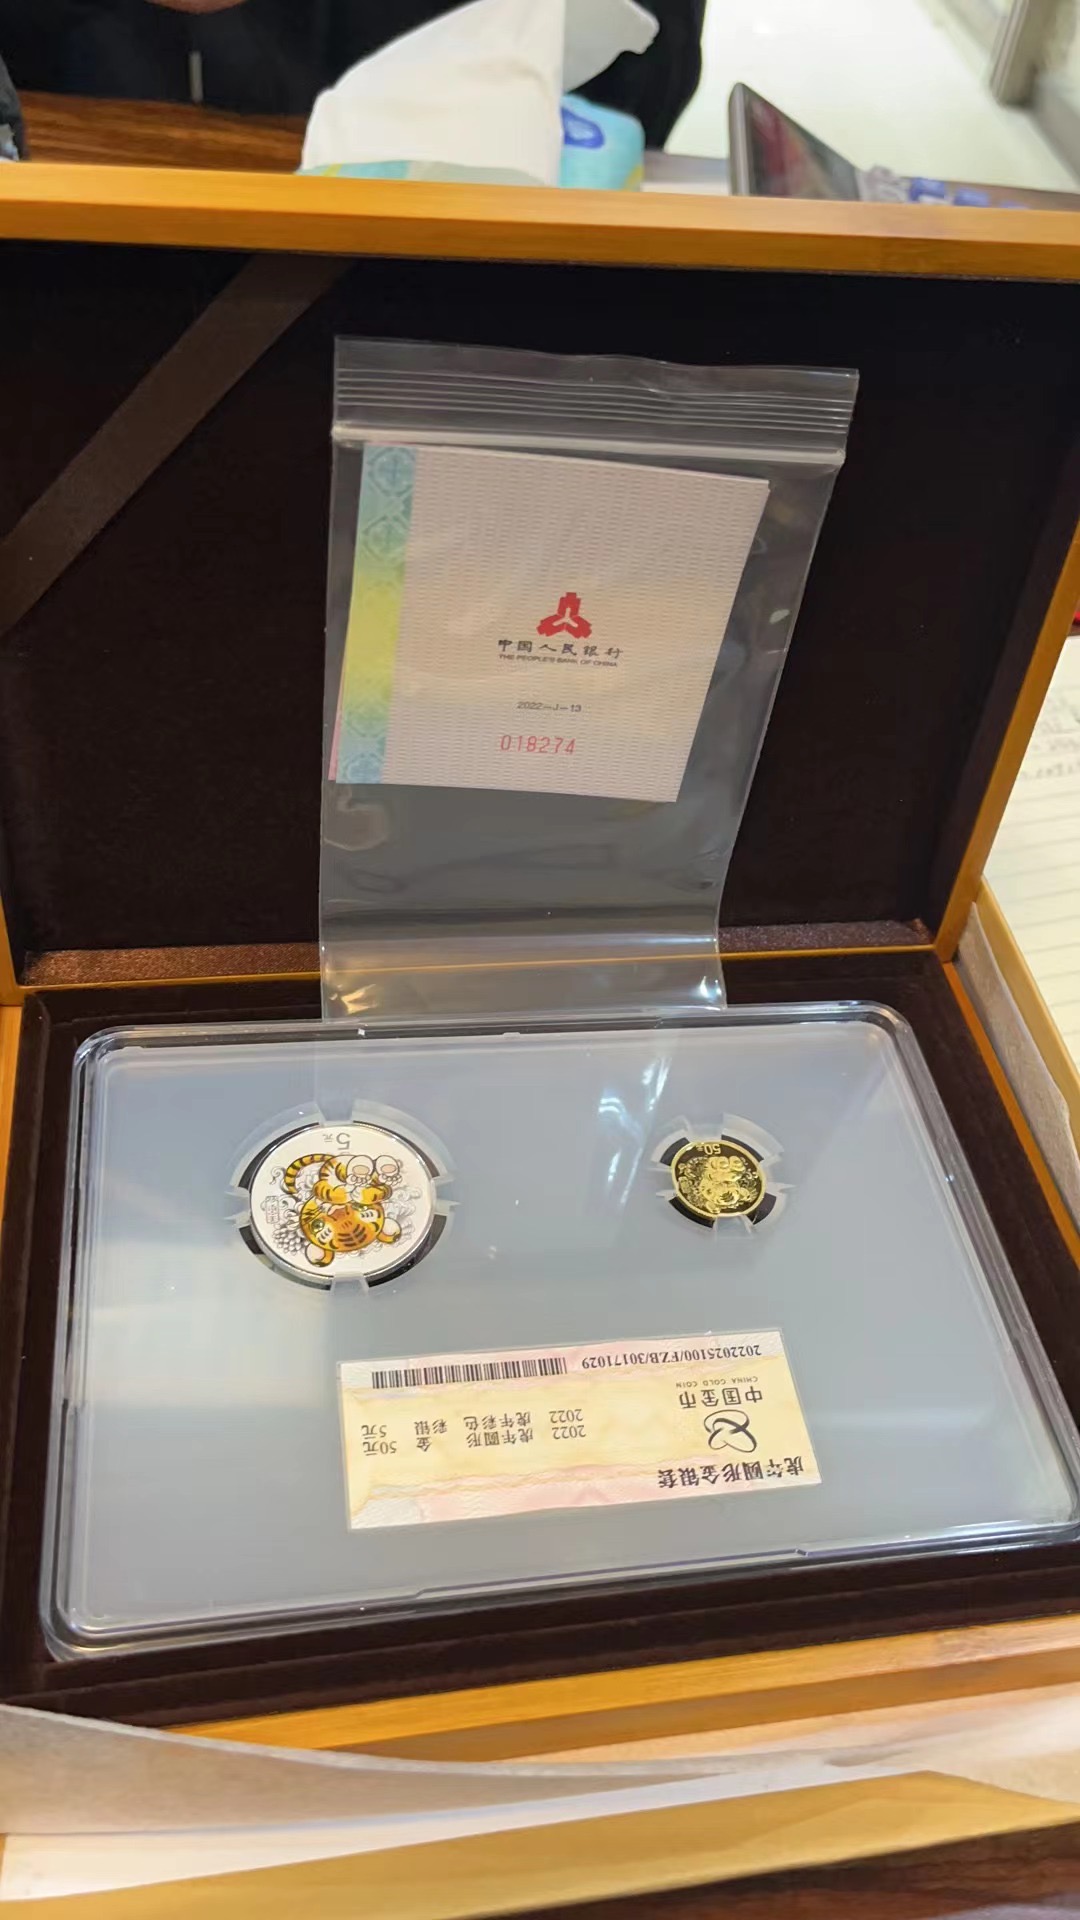 中国人民银行
THE PEOPLE'S BANK OF CHINA
2022—J—13
018274
5元
50元
虎年圆形金银套
中国金币
CHINA GOLD COIN
2022 虎年圆形 金 50元
2022 虎年彩色 彩银 5元
2022025100/FZB/30171029